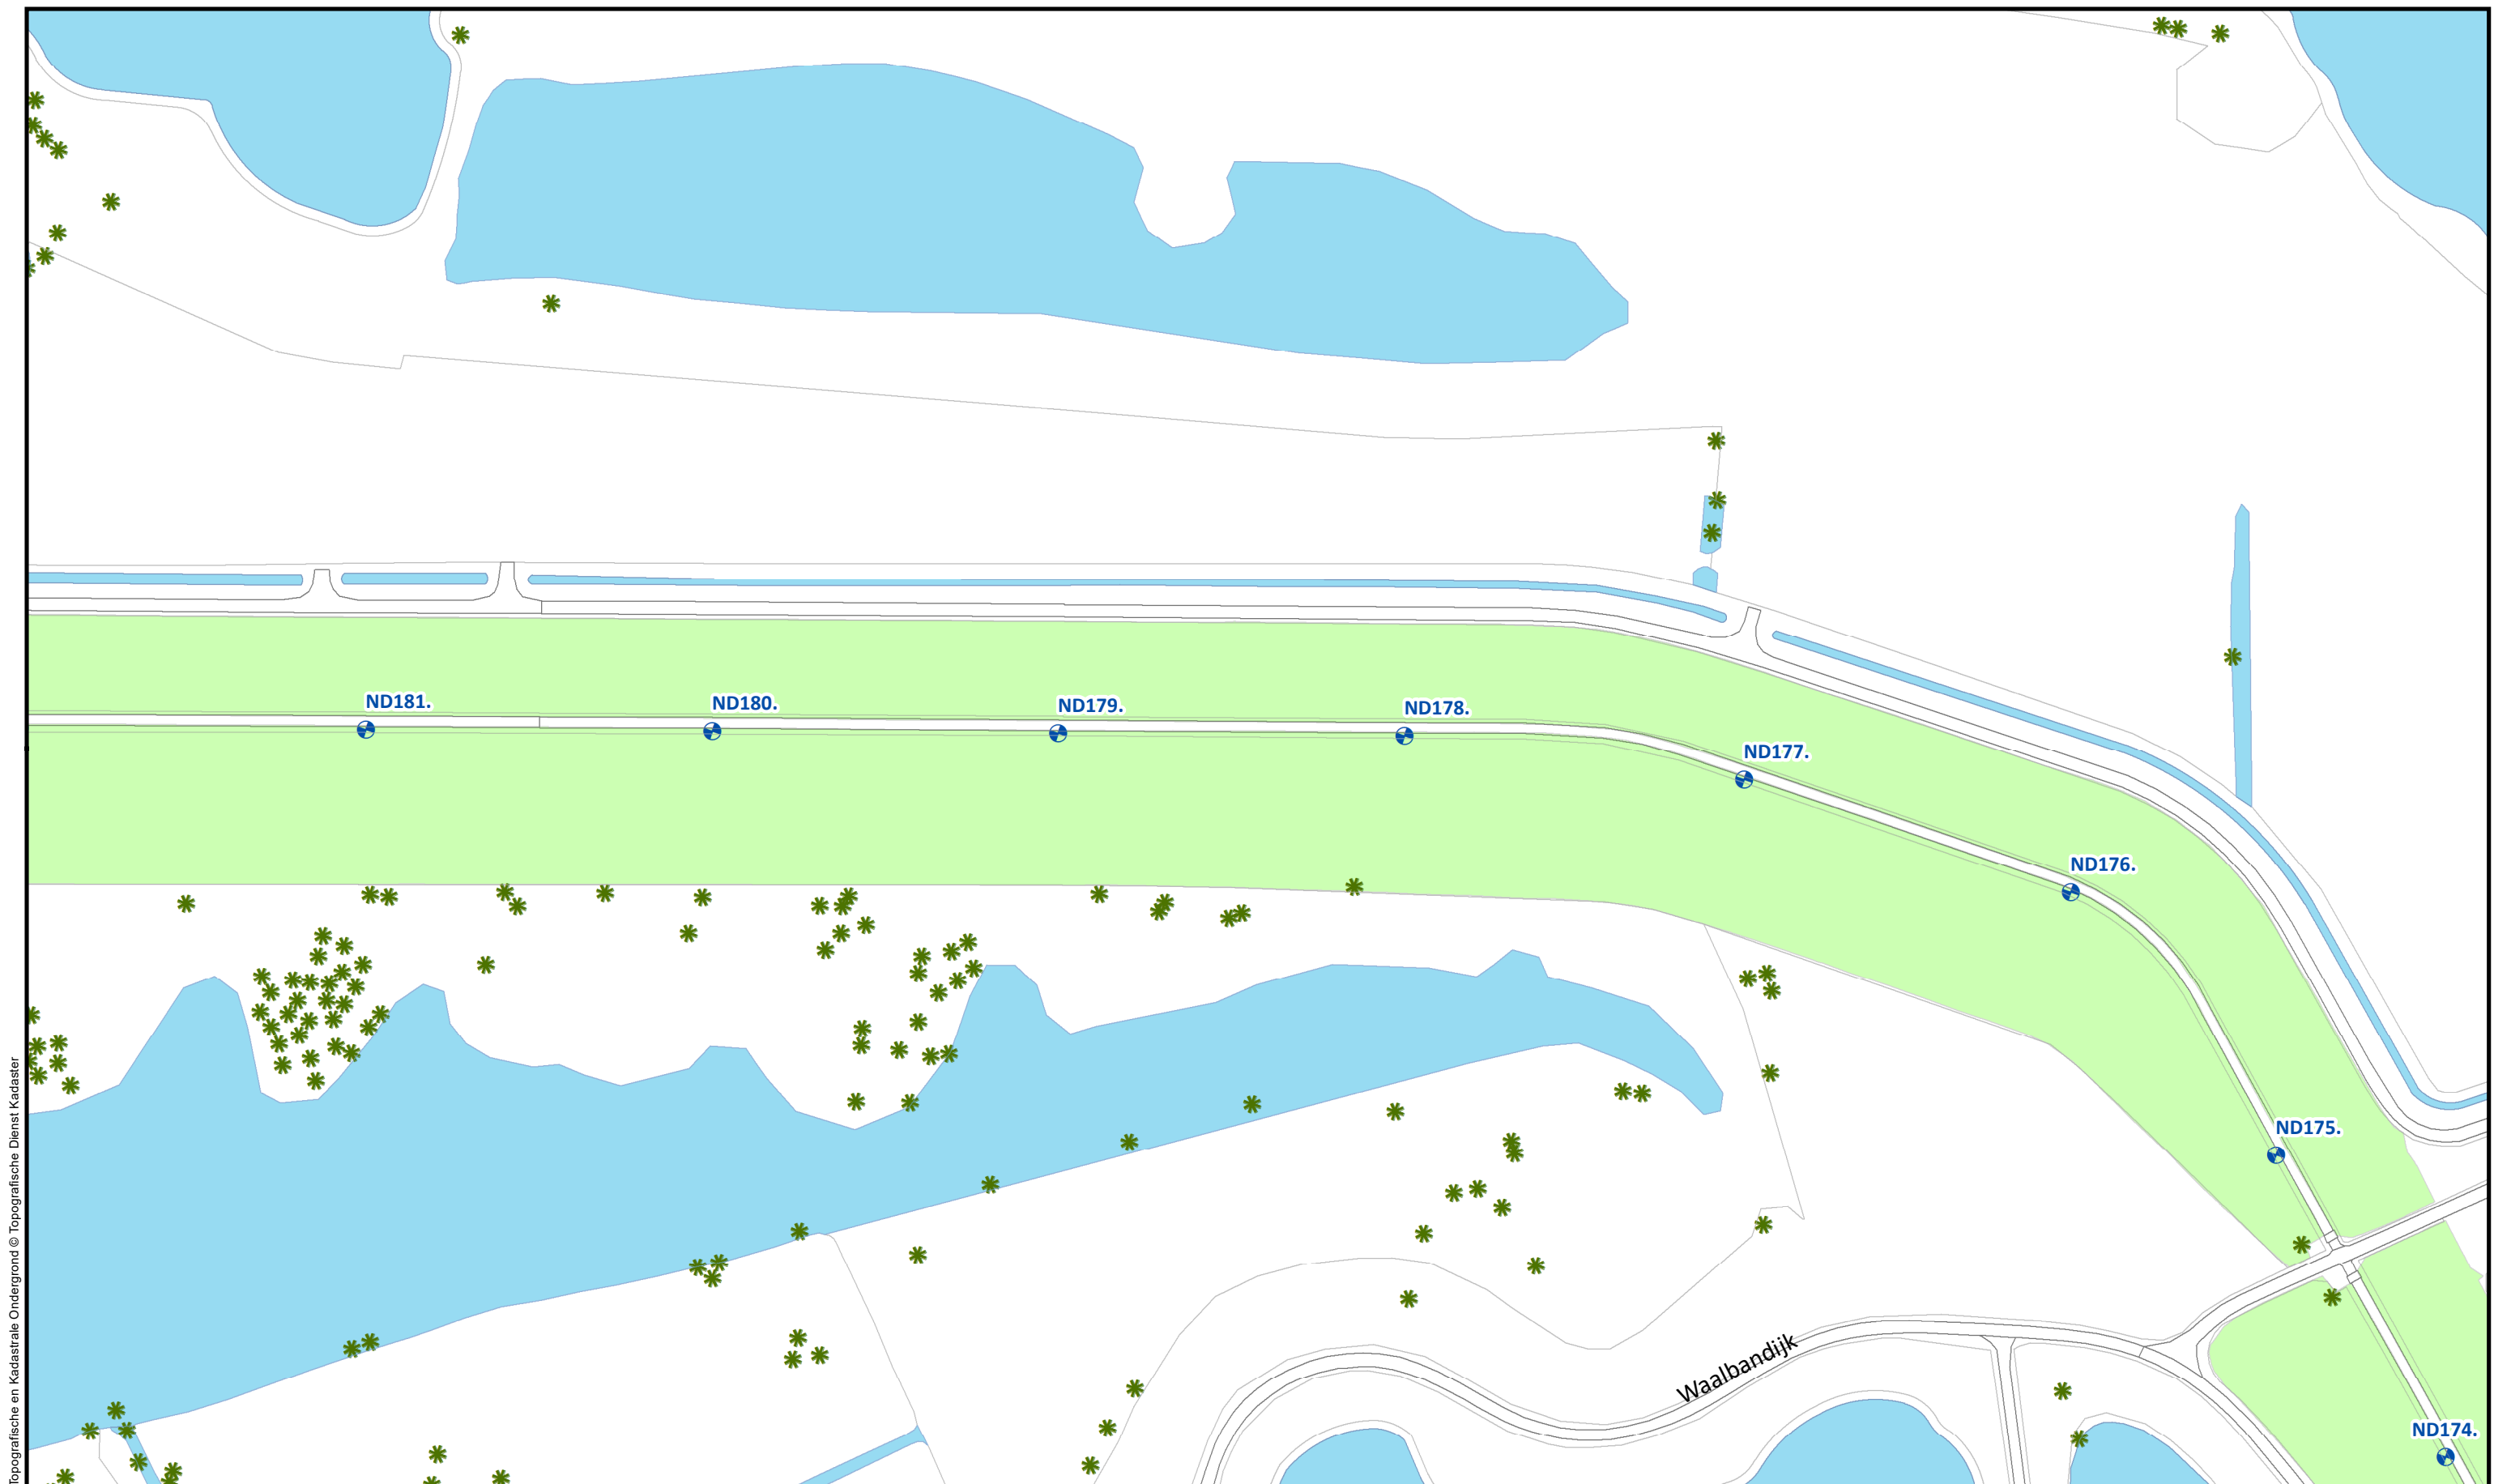 ND181.
ND180.
ND179.
ND178.
ND177.
ND176.
ND175.
ND174.
Waalbandijk
Topografische en Kadastrale Ondergrond © Topografische Dienst Kadaster